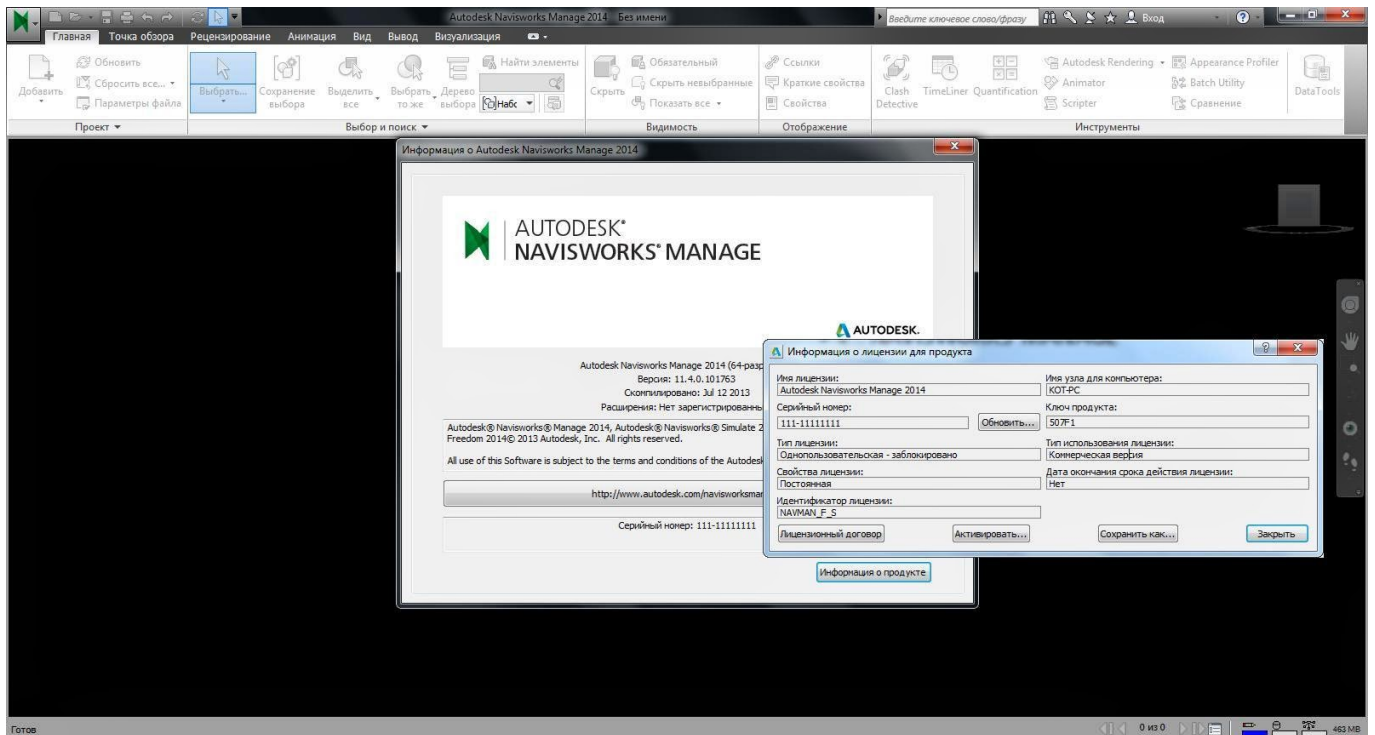 Autodesk Navisworks Manage 2014 Без имени
Введите ключевое слово/фразу
Вход
Главная Точка обзора Рецензирование Анимация Вид Вывод Визуализация
Добавить
Обновить
Сбросить все...
Параметры файла
Проект
Выбрать...
Сохранение выбора
Выделить все
Выбрать то же
Дерево выбора
Найти элементы
Набс
Выбор и поиск
Скрыть
Обязательный
Скрыть невыбранные
Показать все
Видимость
Ссылки
Краткие свойства
Свойства
Отображение
Clash Detective
TimeLiner
Quantification
Autodesk Rendering
Animator
Scripter
Appearance Profiler
Batch Utility
Сравнение
Инструменты
DataTools
Информация о Autodesk Navisworks Manage 2014
AUTODESK®
NAVISWORKS® MANAGE
AUTODESK.
Autodesk Navisworks Manage 2014
Версия: 11.4.0.101763
Скомпилировано: Jul 12 2013
Расширения: Нет
Autodesk® Navisworks® Manage 2014, Autodesk® Navisworks® Simulate
Freedom 2014© 2013 Autodesk, Inc. All rights reserved.
All use of this Software is subject to the terms and conditions of the
Серийный номер: 111-11111111
Информация о продукте
Информация о лицензии для продукта
Имя лицензии:
Autodesk Navisworks Manage 2014
Имя узла для компьютера:
KOT-PC
Серийный номер:
111-11111111
Обновить...
Ключ продукта:
507F1
Тип лицензии:
Однопользовательская - заблокировано
Тип использования лицензии:
Коммерческая версия
Свойства лицензии:
Постоянная
Дата окончания срока действия лицензии:
Нет
Идентификатор лицензии:
NAVMAN_F_S
Лицензионный договор
Активировать...
Сохранить как...
Закрыть
Готов
0 из 0
463 MB